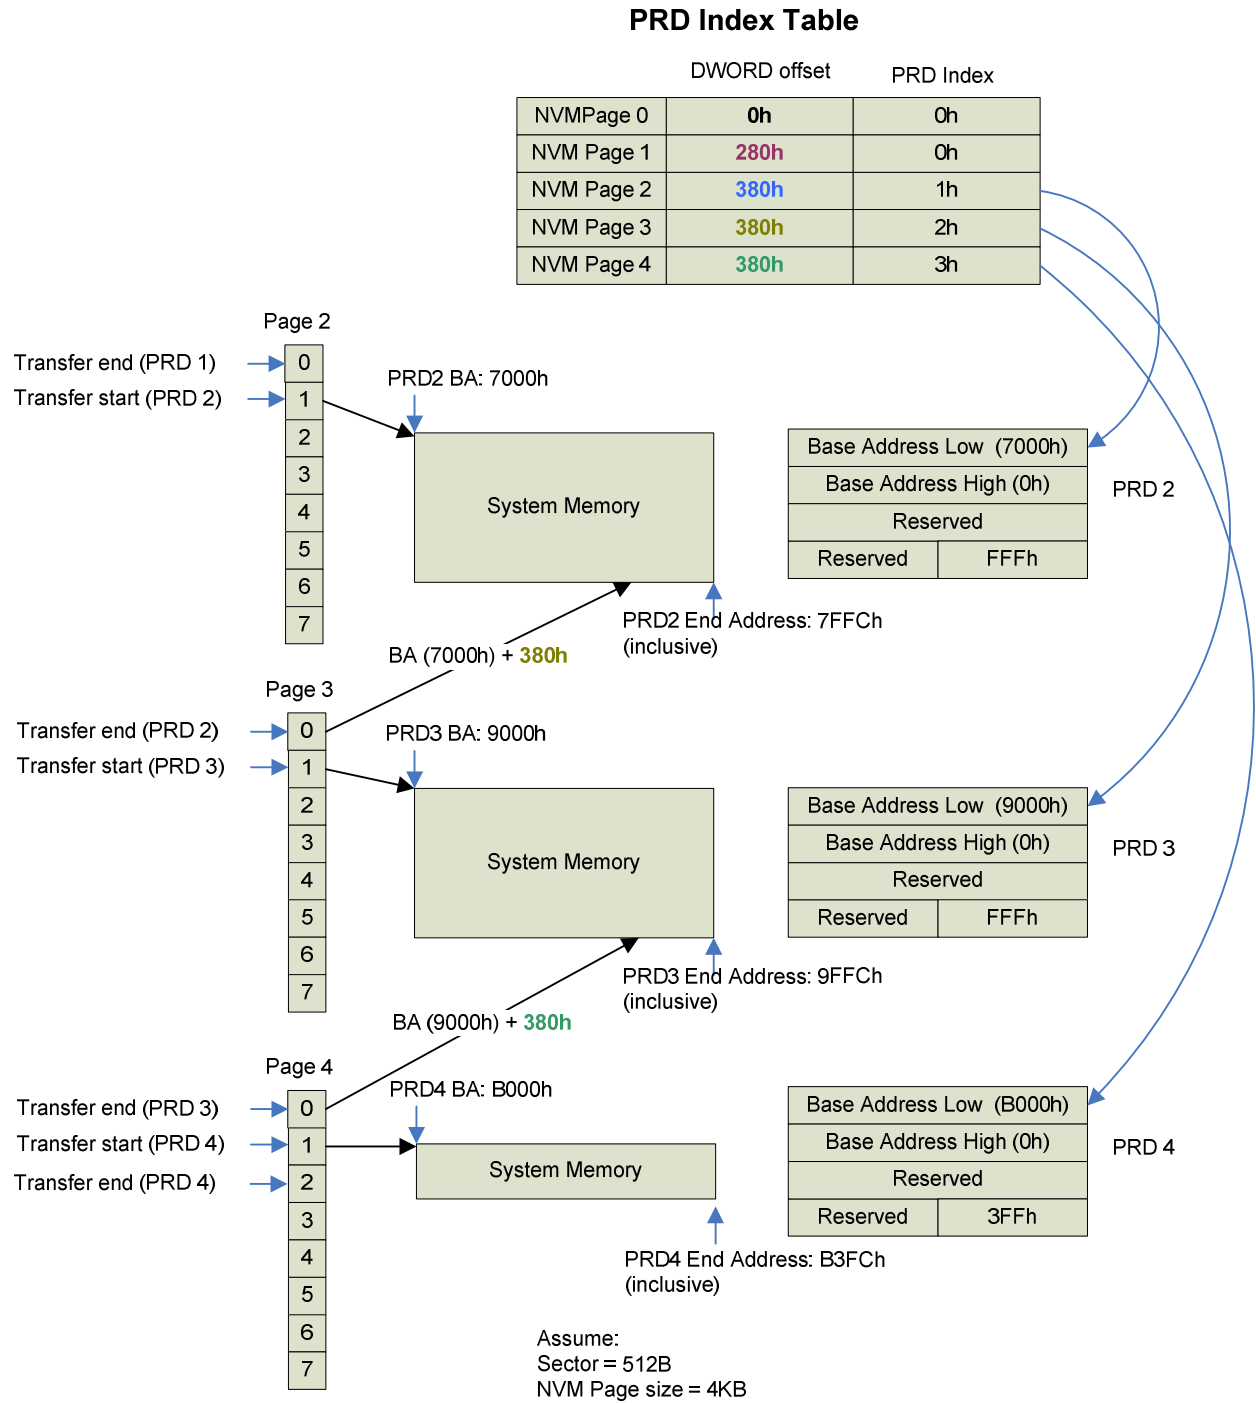 PRD Index Table
DWORD offset PRD Index
NVMPage 0 0h 0h
NVM Page 1 280h 0h
NVM Page 2 380h 1h
NVM Page 3 380h 2h
NVM Page 4 380h 3h
Page 2
Transfer end (PRD 1)
Transfer start (PRD 2)
0
1
2
3
4
5
6
7
PRD2 BA: 7000h
System Memory
PRD2 End Address: 7FFCh
(inclusive)
Base Address Low (7000h)
Base Address High (0h)
Reserved
Reserved FFFh
PRD 2
BA (7000h) + 380h
Page 3
Transfer end (PRD 2)
Transfer start (PRD 3)
0
1
2
3
4
5
6
7
PRD3 BA: 9000h
System Memory
PRD3 End Address: 9FFCh
(inclusive)
Base Address Low (9000h)
Base Address High (0h)
Reserved
Reserved FFFh
PRD 3
BA (9000h) + 380h
Page 4
Transfer end (PRD 3)
Transfer start (PRD 4)
Transfer end (PRD 4)
0
1
2
3
4
5
6
7
PRD4 BA: B000h
System Memory
PRD4 End Address: B3FCh
(inclusive)
Base Address Low (B000h)
Base Address High (0h)
Reserved
Reserved 3FFh
PRD 4
Assume:
Sector = 512B
NVM Page size = 4KB